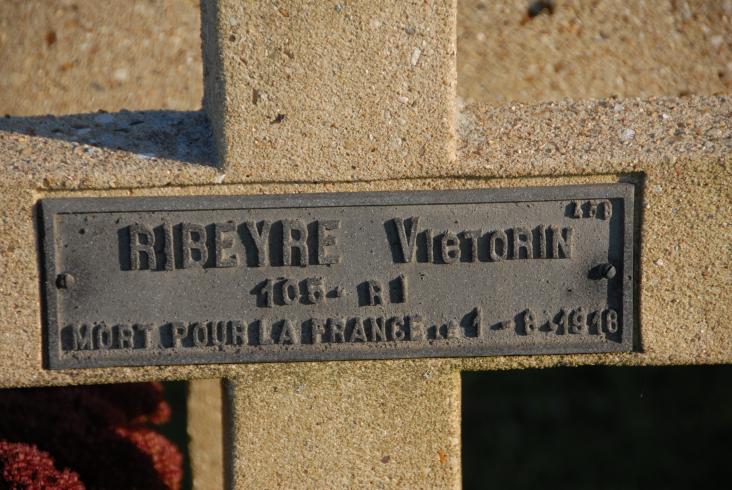 RIBEYRE VICTORIN
105- RI
MORT POUR LA FRANCE LE 1-8-1918